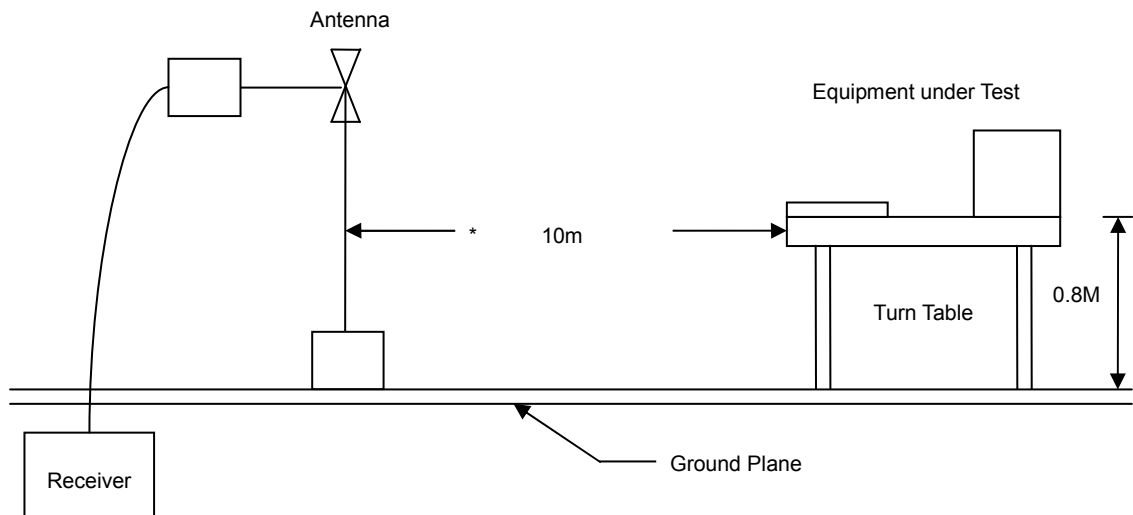 Antenna
Equipment under Test
* 10m
0.8M
Turn Table
Ground Plane
Receiver